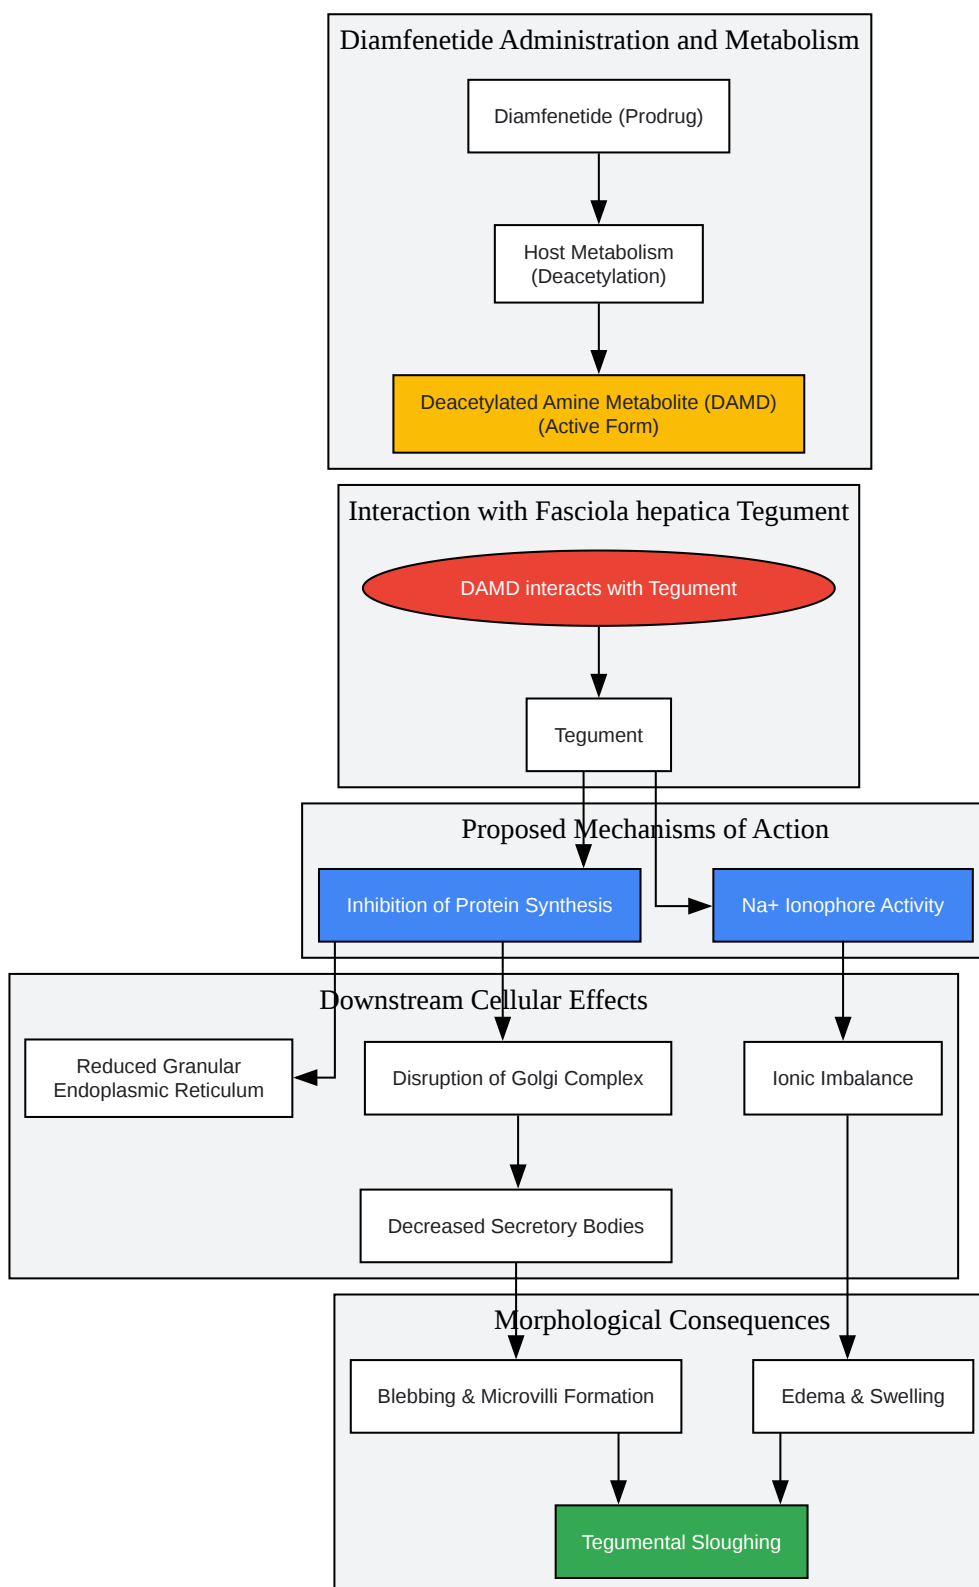 Diamfenetide Administration and Metabolism
Diamfenetide (Prodrug)
Host Metabolism
(Deacetylation)
Deacetylated Amine Metabolite (DAMD)
(Active Form)
Interaction with Fasciola hepatica Tegument
DAMD interacts with Tegument
Tegument
Proposed Mechanisms of Action
Inhibition of Protein Synthesis
Na+ Ionophore Activity
Downstream Cellular Effects
Reduced Granular
Endoplasmic Reticulum
Disruption of Golgi Complex
Ionic Imbalance
Decreased Secretory Bodies
Morphological Consequences
Blebbing & Microvilli Formation
Edema & Swelling
Tegumental Sloughing